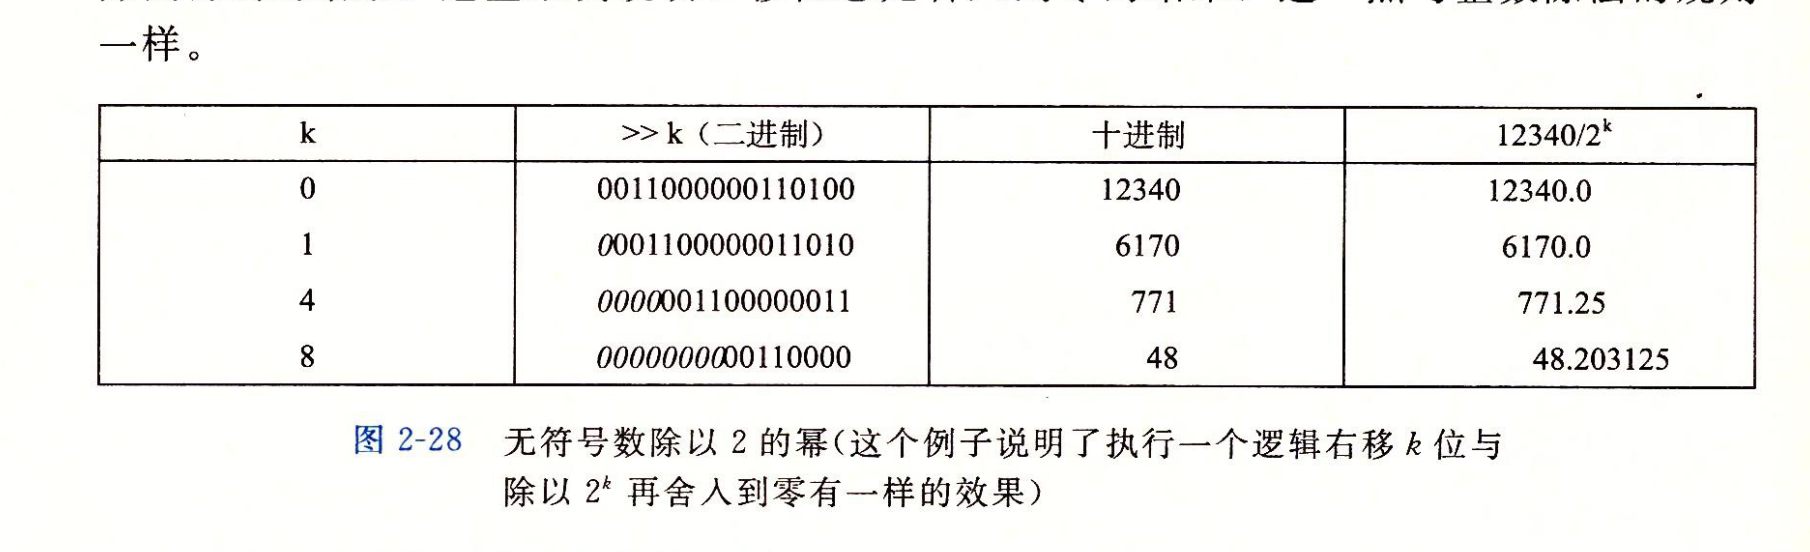 一样。
k >> k（二进制） 十进制 12340/2ᵏ
0 0011000000110100 12340 12340.0
1 0001100000011010 6170 6170.0
4 0000001100000011 771 771.25
8 0000000000110000 48 48.203125
图 2-28 无符号数除以 2 的幂(这个例子说明了执行一个逻辑右移 k 位与
除以 2ᵏ 再舍入到零有一样的效果)